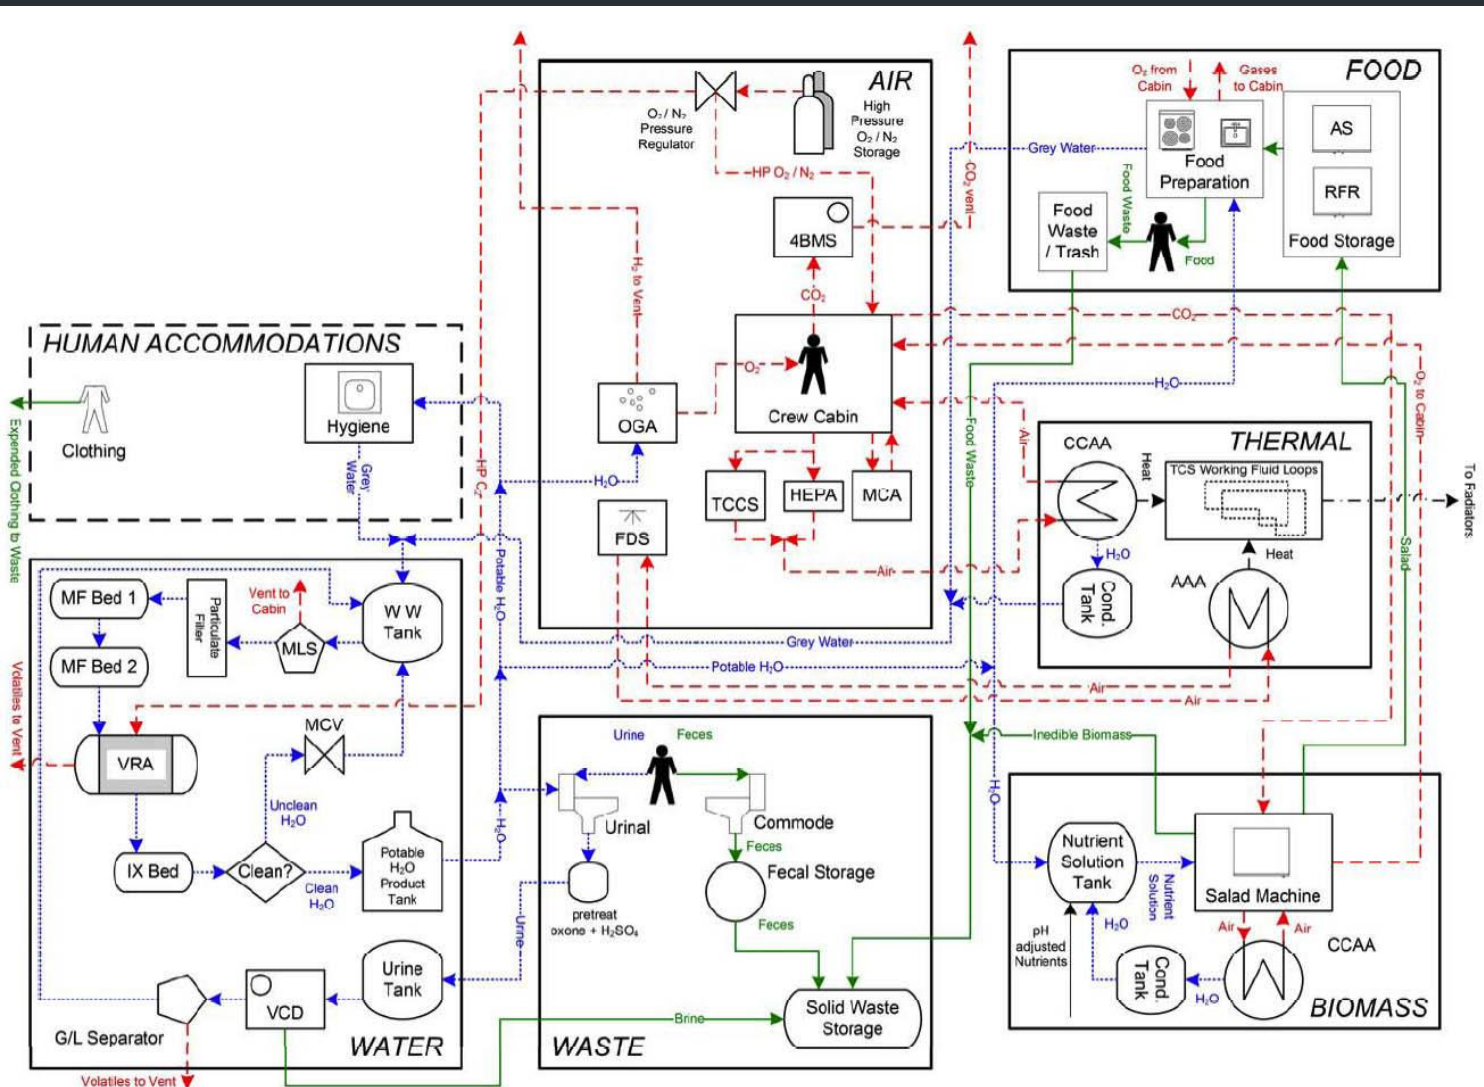 AIR
O2 / N2
Pressure
Regulator
High
Pressure
O2 / N2
Storage
HP O2 / N2
4BMS
CO2
CO2 vent
H2 to Vent
O2
Crew Cabin
OGA
H2O
FDS
TCCS
HEPA
MCA
Air
FOOD
O2 from
Cabin
Gases
to Cabin
Grey Water
Food
Preparation
AS
RFR
Food Storage
Food
Waste
/ Trash
Food Waste
Food
CO2
H2O
O2 to Cabin
Food Waste
Salad
HUMAN ACCOMMODATIONS
Clothing
Hygiene
Grey
Water
Expended Clothing to Waste
Potable H2O
THERMAL
CCAA
Heat
TCS Working Fluid Loops
To Radiators
Air
H2O
Cond.
Tank
AAA
Heat
Grey Water
Potable H2O
Air
Air
WATER
MF Bed 1
MF Bed 2
Particulate
Filter
Vent to
Cabin
MLS
W W
Tank
Volatiles to Vent
VRA
MCV
Unclean
H2O
IX Bed
Clean?
Clean
H2O
Potable
H2O
Product
Tank
H2O
Urine
Tank
VCD
G/L Separator
Volatiles to Vent
WASTE
Urine
Feces
Urinal
Commode
Feces
Fecal Storage
pretreat
oxone + H2SO4
Urine
Feces
Brine
Solid Waste
Storage
Inedible Biomass
H2O
BIOMASS
Nutrient
Solution
Tank
Nutrient
Solution
Salad Machine
Air
Air
CCAA
H2O
pH
adjusted
Nutrients
Cond.
Tank
H2O